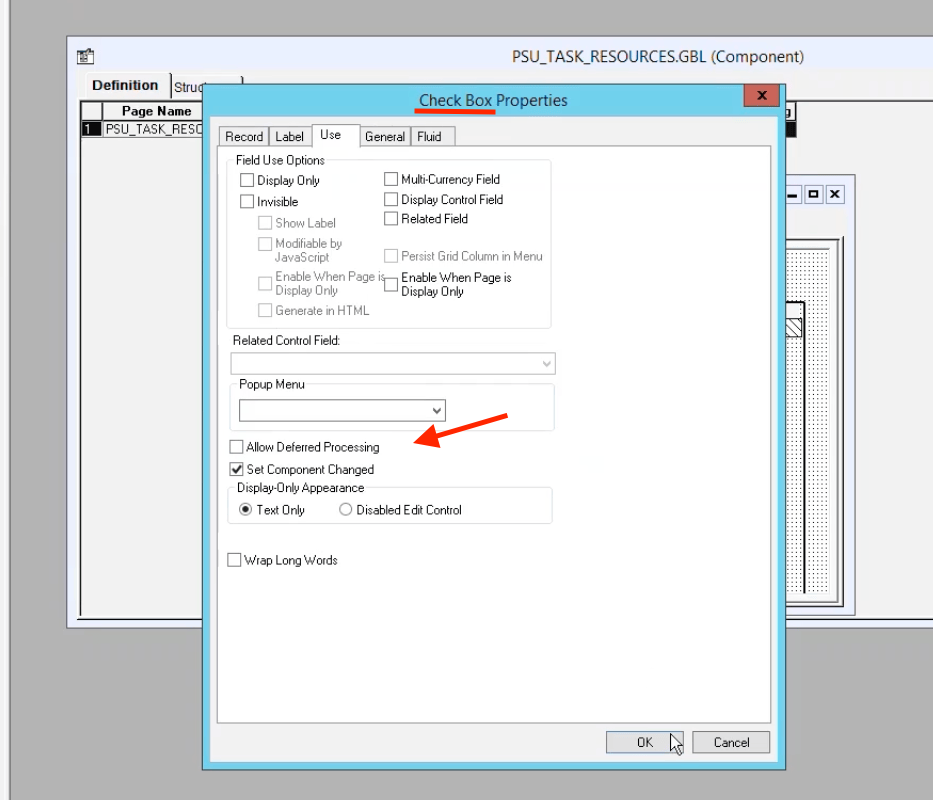 PSU_TASK_RESOURCES.GBL (Component)
Definition
Page Name
1 PSU_TASK_RESO
Check Box Properties
x
Record Label Use General Fluid
Field Use Options
Display Only
Multi-Currency Field
Invisible
Display Control Field
Show Label
Related Field
Modifiable by
JavaScript
Persist Grid Column in Menu
Enable When Page is
Display Only
Enable When Page is
Display Only
Generate in HTML
Related Control Field:
Popup Menu
Allow Deferred Processing
Set Component Changed
Display-Only Appearance
Text Only
Disabled Edit Control
Wrap Long Words
OK
Cancel